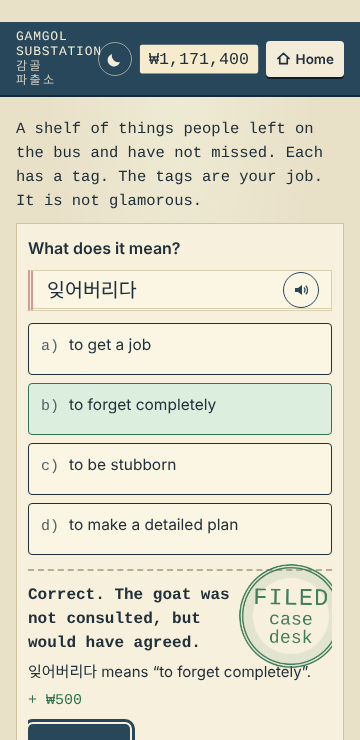 GAMGOL
SUBSTATION
감골
파출소
₩1,171,400
Home
A shelf of things people left on
the bus and have not missed. Each
has a tag. The tags are your job.
It is not glamorous.
What does it mean?
잊어버리다
a) to get a job
b) to forget completely
c) to be stubborn
d) to make a detailed plan
Correct. The goat was
not consulted, but
would have agreed.
FILED
case
desk
잊어버리다 means “to forget completely”.
+ ₩500